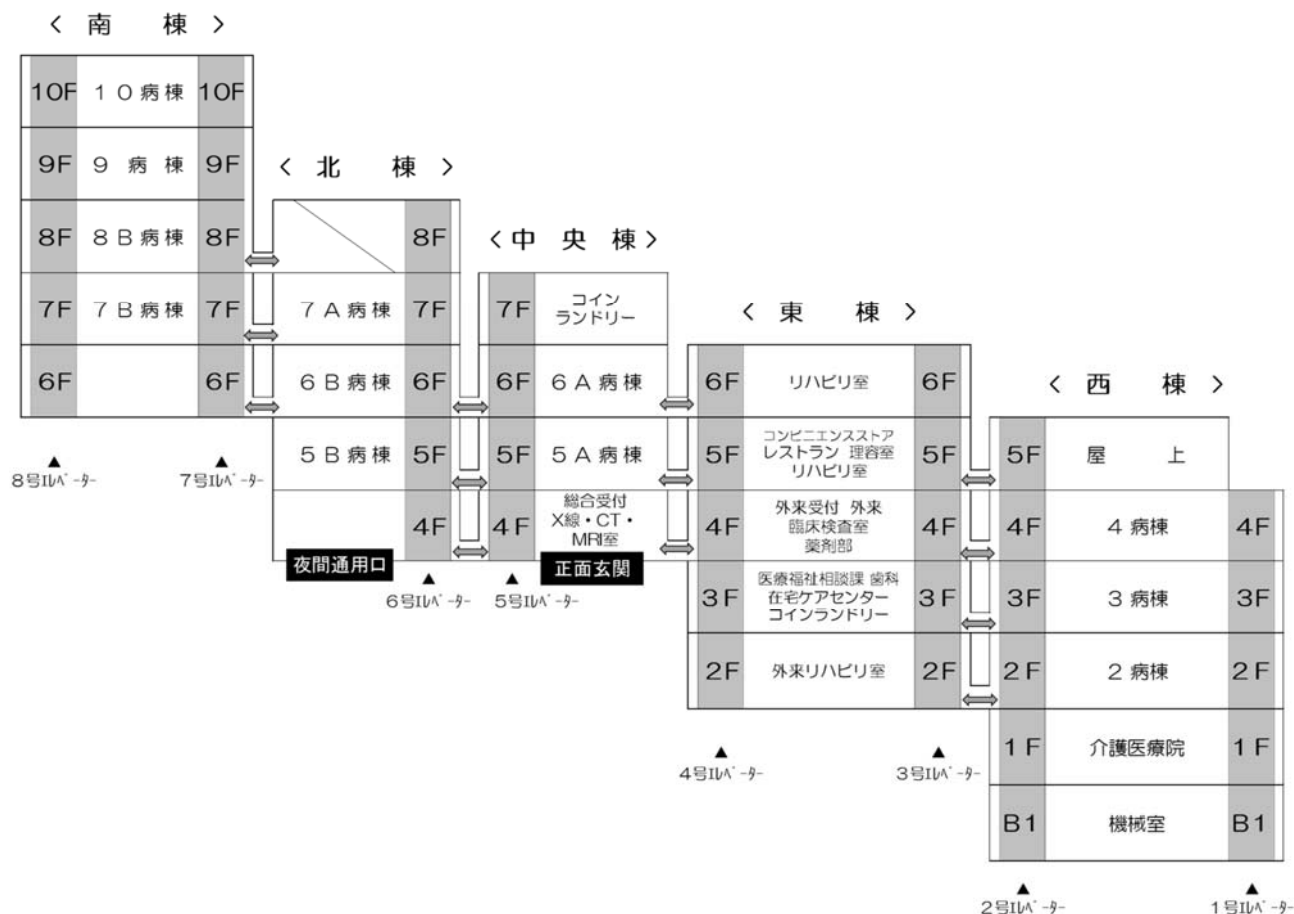 < 南 棟 >
10F 10病棟 10F
9F 9 病 棟 9F
8F 8B病棟 8F
7F 7B病棟 7F
6F 6F
▲ 8号エレベーター
▲ 7号エレベーター
< 北 棟 >
8F
7A病棟 7F
6B病棟 6F
5B病棟 5F
4F
夜間通用口
▲ 6号エレベーター
<中 央 棟>
7F コイン
ランドリー
6F 6A病棟
5F 5A病棟
4F 総合受付
X線・CT・
MRI室
正面玄関
▲ 5号エレベーター
< 東 棟 >
6F リハビリ室 6F
5F コンビニエンスストア 5F
レストラン 理容室
リハビリ室
4F 外来受付 外来 4F
臨床検査室
薬剤部
3F 医療福祉相談課 歯科 3F
在宅ケアセンター
コインランドリー
2F 外来リハビリ室 2F
▲ 4号エレベーター
▲ 3号エレベーター
< 西 棟 >
5F 屋 上
4F 4 病棟 4F
3F 3 病棟 3F
2F 2 病棟 2F
1F 介護医療院 1F
B1 機械室 B1
▲ 2号エレベーター
▲ 1号エレベーター